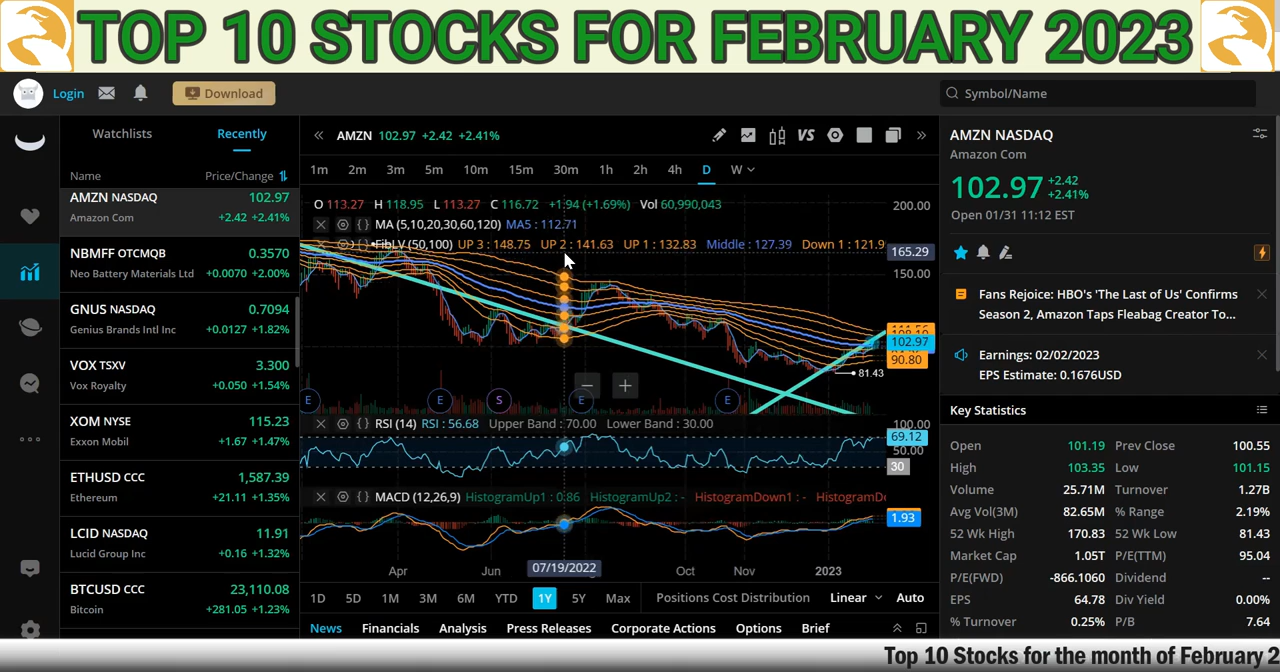 TOP 10 STOCKS FOR FEBRUARY 2023
Login Download Symbol/Name
Watchlists Recently
Name Price/Change
AMZN NASDAQ 102.97
Amazon Com +2.42 +2.41%
NBMFF OTCMQB 0.3570
Neo Battery Materials Ltd +0.0070 +2.00%
GNUS NASDAQ 0.7094
Genius Brands Intl Inc +0.0127 +1.82%
VOX TSXV 3.300
Vox Royalty +0.050 +1.54%
XOM NYSE 115.23
Exxon Mobil +1.67 +1.47%
ETHUSD CCC 1,587.39
Ethereum +21.11 +1.35%
LCID NASDAQ 11.91
Lucid Group Inc +0.16 +1.32%
BTCUSD CCC 23,110.08
Bitcoin +281.05 +1.23%
AMZN 102.97 +2.42 +2.41% VS
1m 2m 3m 5m 10m 15m 30m 1h 2h 4h D W
O 113.27 H 118.95 L 113.27 C 116.72 +1.94 (+1.69%) Vol 60,990,043
MA (5,10,20,30,60,120) MA5 : 112.71
FibLV (50,100) UP 3 : 148.75 UP 2 : 141.63 UP 1 : 132.83 Middle : 127.39 Down 1 : 121.9
200.00
165.29
150.00
102.97
90.80
81.43
E E S E E
RSI (14) RSI : 56.68 Upper Band : 70.00 Lower Band : 30.00
100.00
69.12
50.00
30
MACD (12,26,9) HistogramUp1 : 0.86 HistogramUp2 : - HistogramDown1 : - HistogramDo
1.93
Apr Jun 07/19/2022 Oct Nov 2023
1D 5D 1M 3M 6M YTD 1Y 5Y Max Positions Cost Distribution Linear Auto
News Financials Analysis Press Releases Corporate Actions Options Brief
AMZN NASDAQ
Amazon Com
102.97 +2.42
+2.41%
Open 01/31 11:12 EST
Fans Rejoice: HBO's 'The Last of Us' Confirms
Season 2, Amazon Taps Fleabag Creator To...
Earnings: 02/02/2023
EPS Estimate: 0.1676USD
Key Statistics
Open 101.19 Prev Close 100.55
High 103.35 Low 101.15
Volume 25.71M Turnover 1.27B
Avg Vol(3M) 82.65M % Range 2.19%
52 Wk High 170.83 52 Wk Low 81.43
Market Cap 1.05T P/E(TTM) 95.04
P/E(FWD) -866.1060 Dividend --
EPS 64.78 Div Yield 0.00%
% Turnover 0.25% P/B 7.64
Top 10 Stocks for the month of February 2